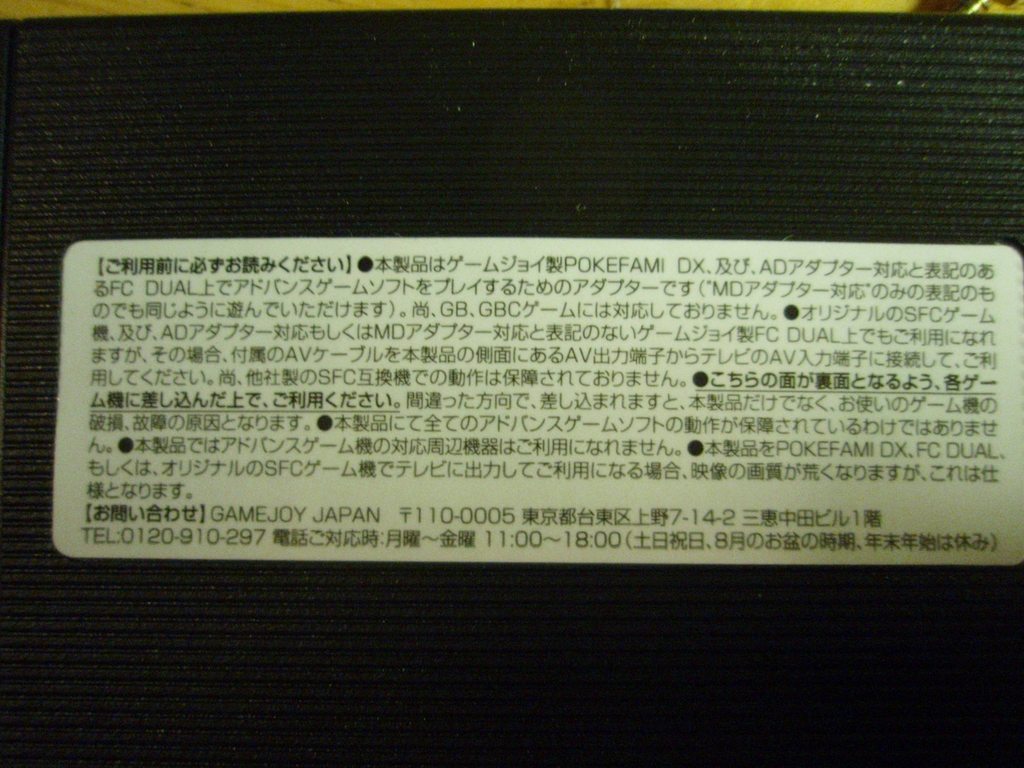 【ご利用前に必ずお読みください】●本製品はゲームジョイ製POKEFAMI DX、及び、ADアダプター対応と表記のあ
るFC DUAL上でアドバンスゲームソフトをプレイするためのアダプターです("MDアダプター対応"のみの表記のも
のでも同じように遊んでいただけます)。尚、GB、GBCゲームには対応しておりません。●オリジナルのSFCゲーム
機、及び、ADアダプター対応もしくはMDアダプター対応と表記のないゲームジョイ製FC DUAL上でもご利用になれ
ますが、その場合、付属のAVケーブルを本製品の側面にあるAV出力端子からテレビのAV入力端子に接続して、ご利
用してください。尚、他社製のSFC互換機での動作は保障されておりません。●こちらの面が裏面となるよう、各ゲー
ム機に差し込んだ上で、ご利用ください。間違った方向で、差し込まれますと、本製品だけでなく、お使いのゲーム機の
破損、故障の原因となります。●本製品にて全てのアドバンスゲームソフトの動作が保障されているわけではありませ
ん。●本製品ではアドバンスゲーム機の対応周辺機器はご利用になれません。●本製品をPOKEFAMI DX、FC DUAL、
もしくは、オリジナルのSFCゲーム機でテレビに出力してご利用になる場合、映像の画質が荒くなりますが、これは仕
様となります。
【お問い合わせ】GAMEJOY JAPAN 〒110-0005 東京都台東区上野7-14-2 三恵中田ビル1階
TEL:0120-910-297 電話ご対応時:月曜～金曜 11:00～18:00(土日祝日、8月のお盆の時期、年末年始は休み)